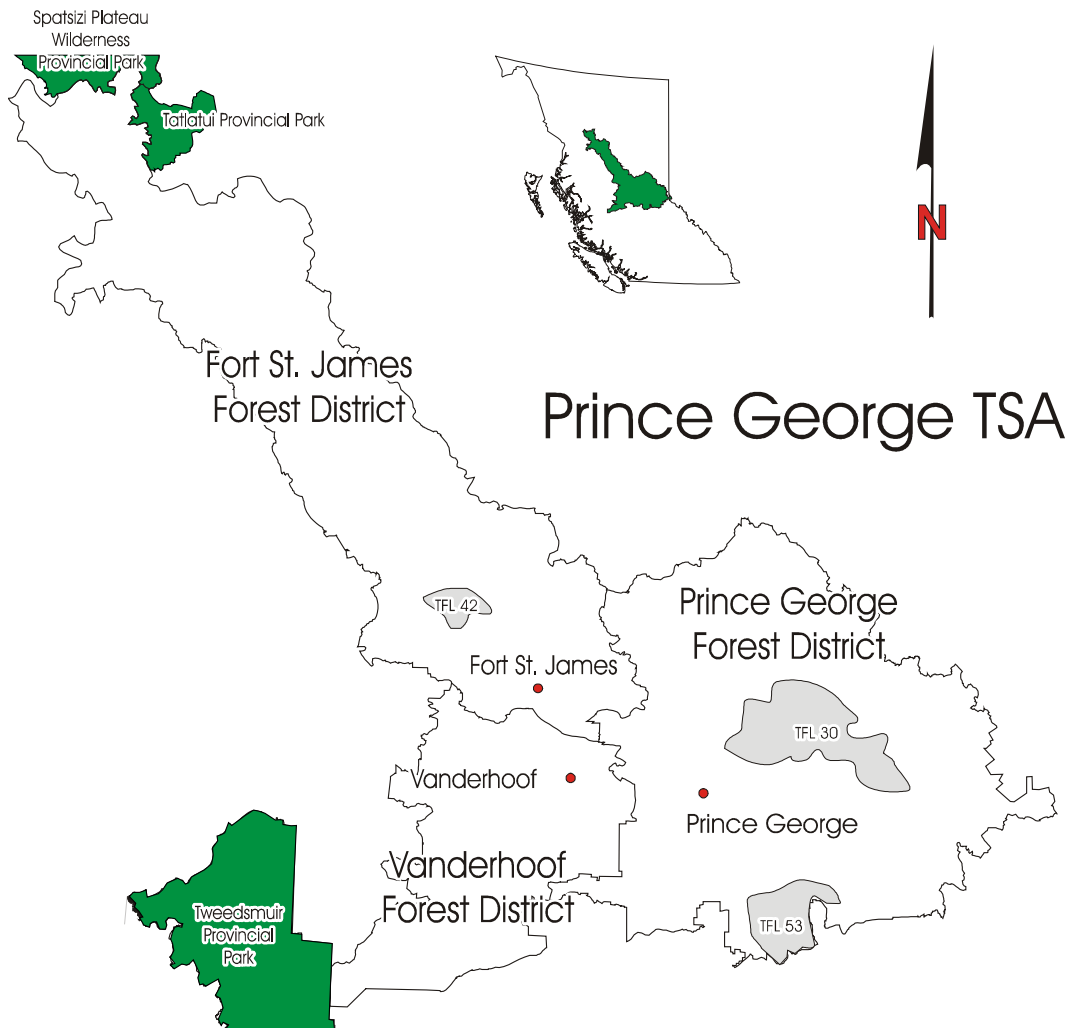 Spatsizi Plateau
Wilderness
Provincial Park
Tatlatui Provincial Park
N
Fort St. James
Forest District
Prince George TSA
TFL 42
Prince George
Forest District
Fort St. James
TFL 30
Vanderhoof
Prince George
Vanderhoof
Forest District
Tweedsmuir
Provincial
Park
TFL 53